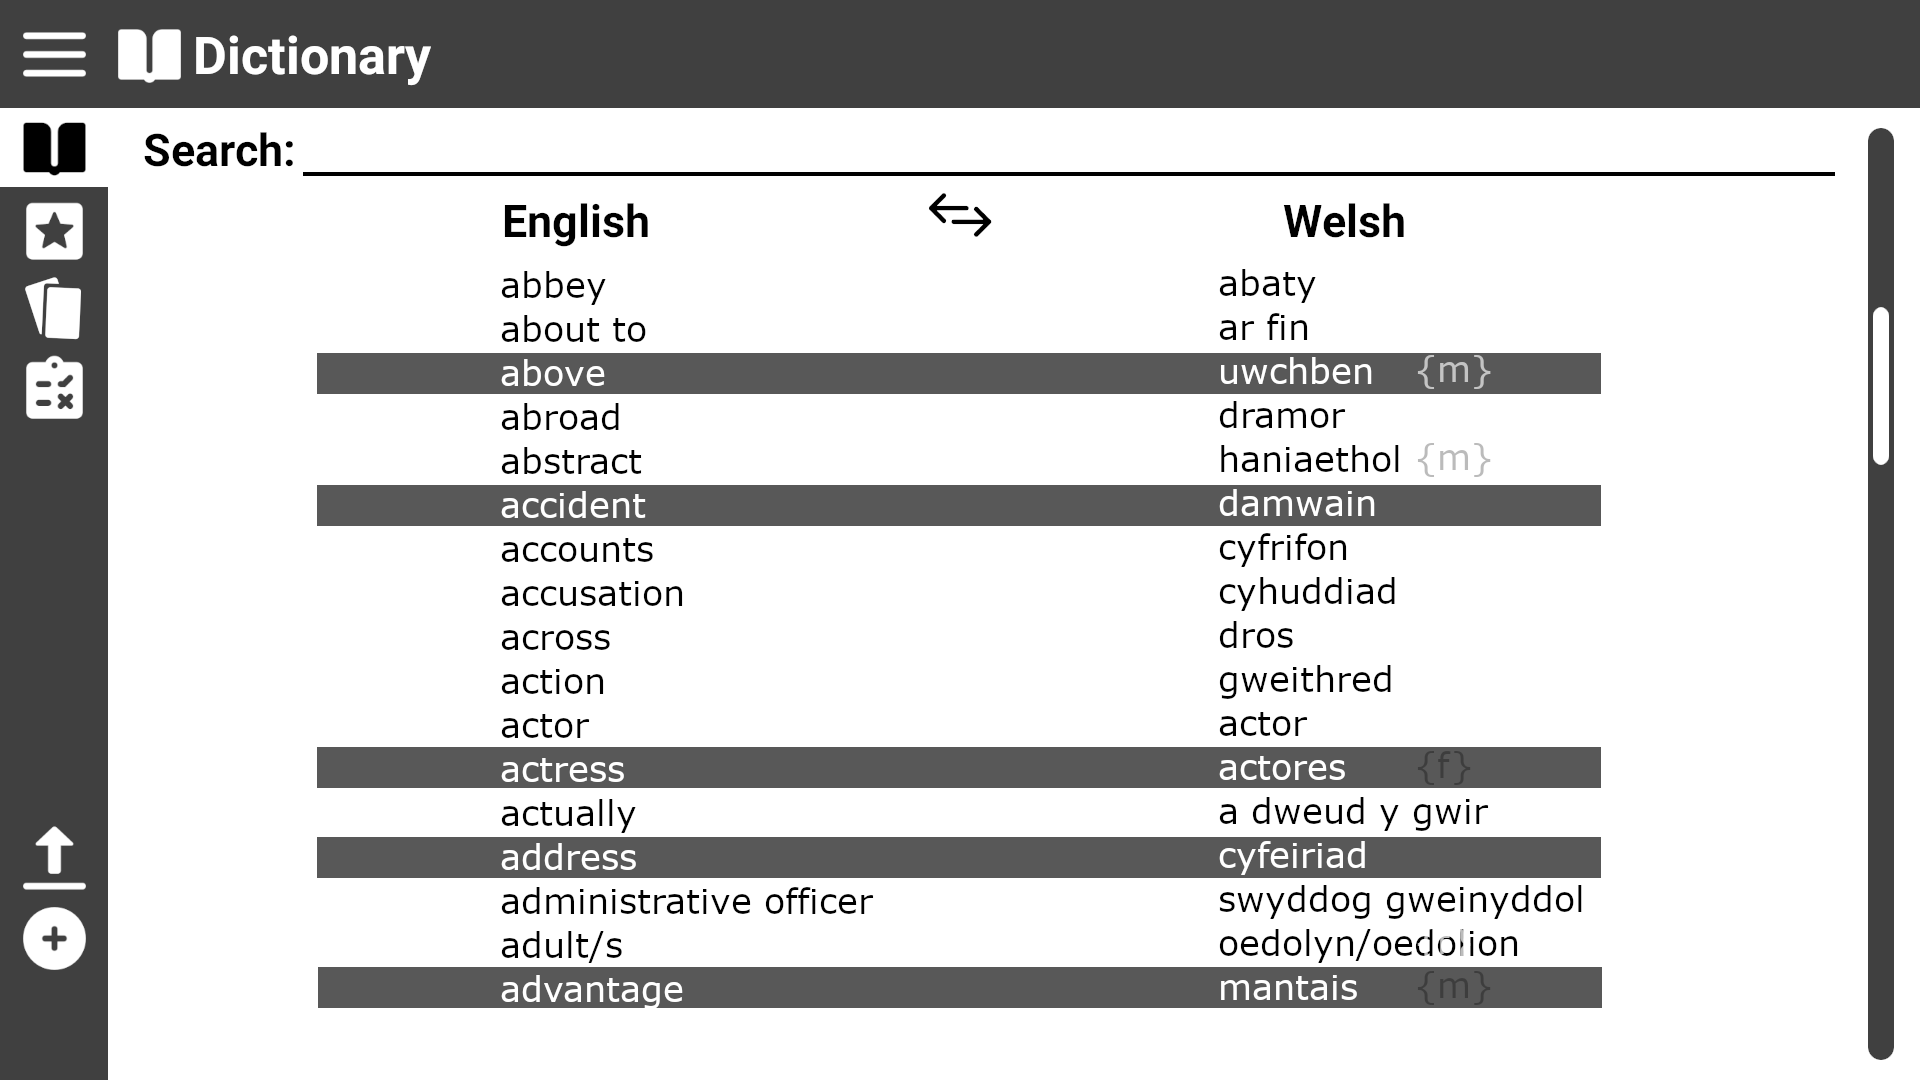 Dictionary
Search:
English Welsh
abbey abaty
about to ar fin
above uwchben {m}
abroad dramor
abstract haniaethol {m}
accident damwain
accounts cyfrifon
accusation cyhuddiad
across dros
action gweithred
actor actor
actress actores {f}
actually a dweud y gwir
address cyfeiriad
administrative officer swyddog gweinyddol
adult/s oedolyn/oedolion
advantage mantais {m}